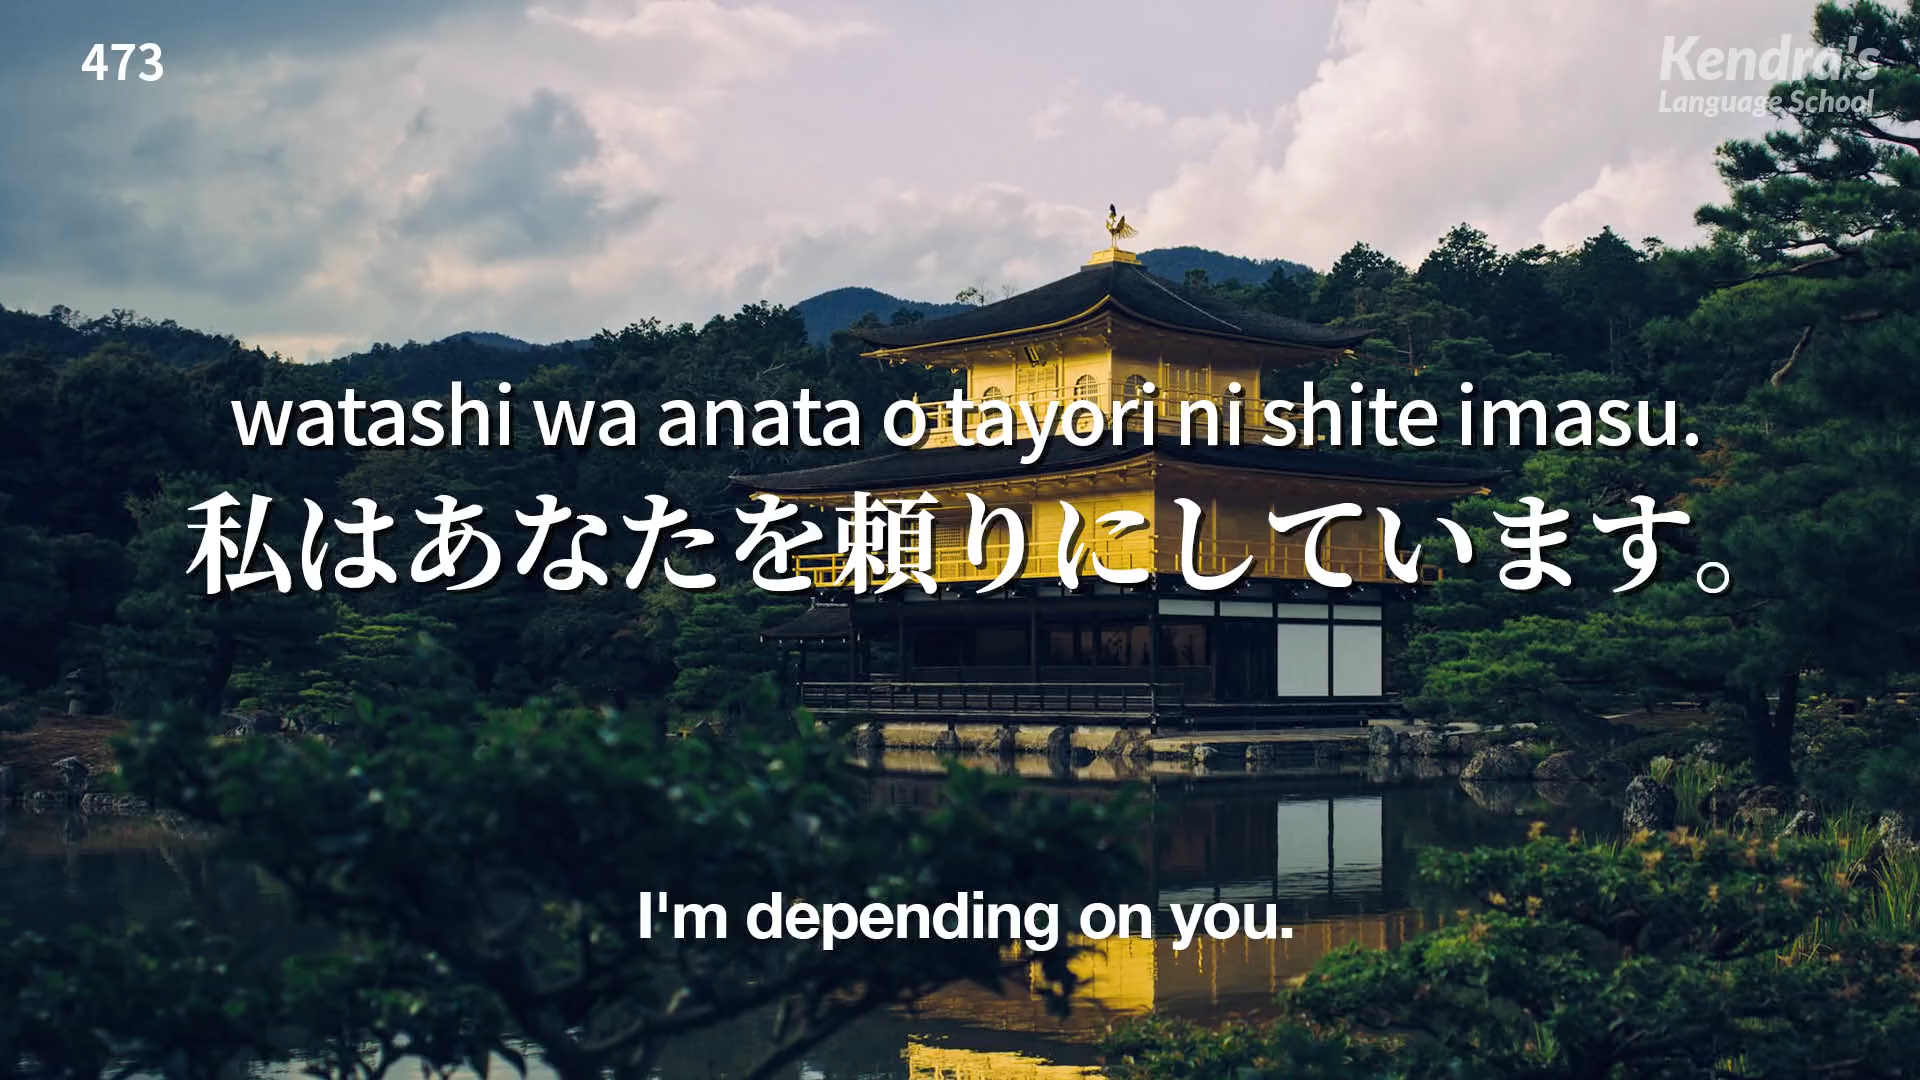 473
Kendra's
Language School
watashi wa anata o tayori ni shite imasu.
私はあなたを頼りにしています。
I'm depending on you.